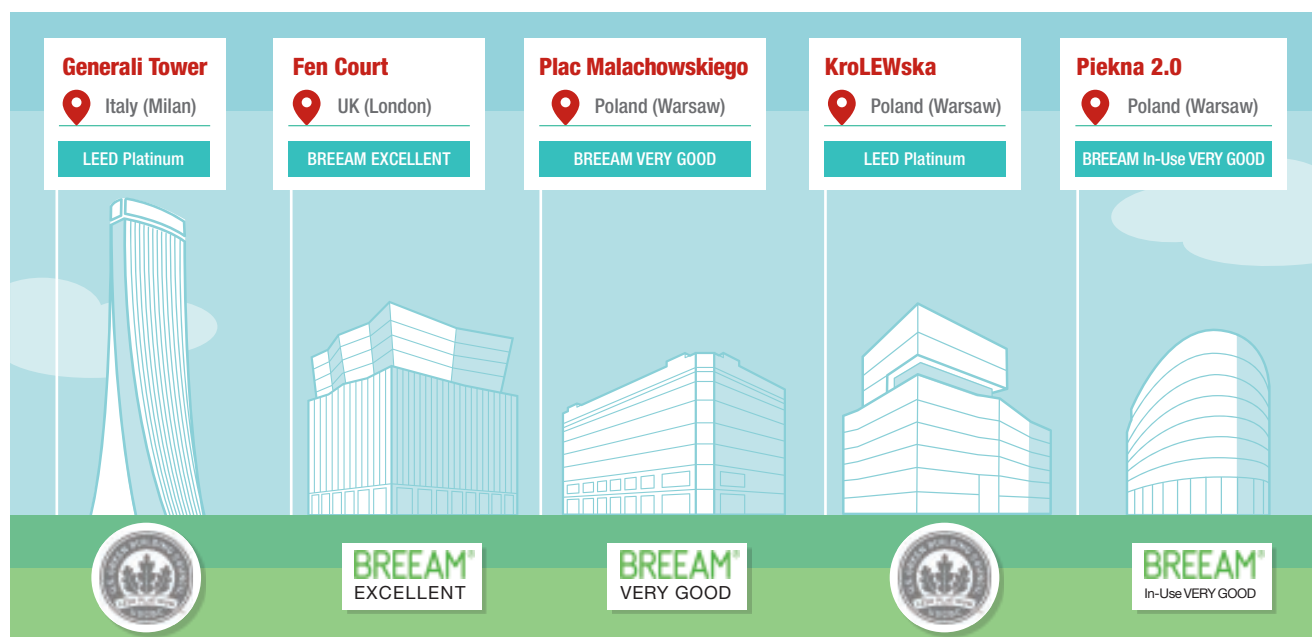 Generali Tower
Italy (Milan)
LEED Platinum
Fen Court
UK (London)
BREEAM EXCELLENT
Plac Malachowskiego
Poland (Warsaw)
BREEAM VERY GOOD
KroLEWska
Poland (Warsaw)
LEED Platinum
Piekna 2.0
Poland (Warsaw)
BREEAM In-Use VERY GOOD
BREEAM®
EXCELLENT
BREEAM®
VERY GOOD
BREEAM®
In-Use VERY GOOD